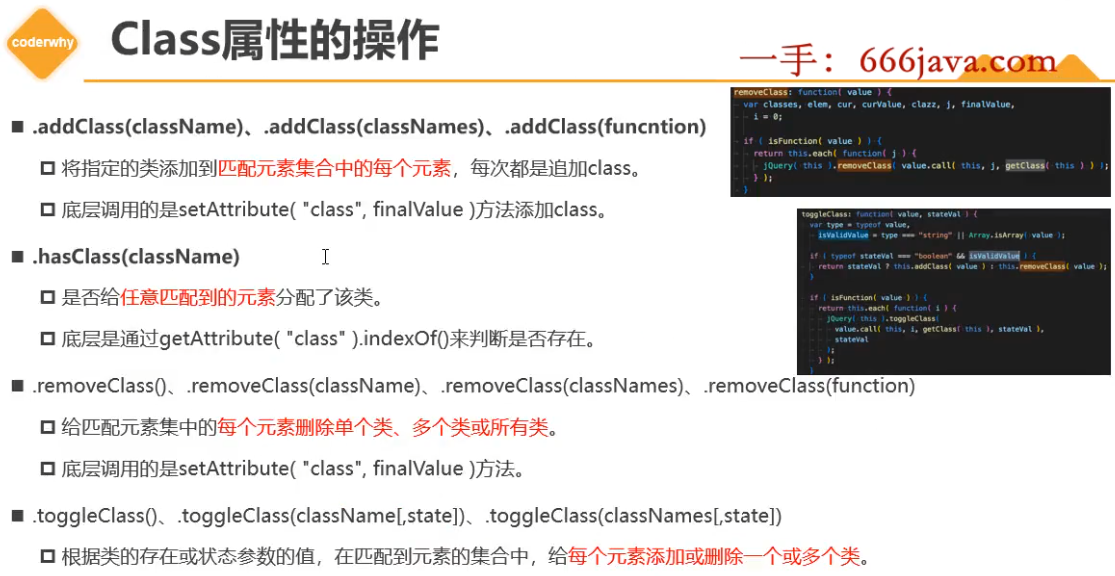 coderwhy
Class属性的操作
一手：666java.com
.addClass(className)、.addClass(classNames)、.addClass(funcntion)
将指定的类添加到匹配元素集合中的每个元素，每次都是追加class。
底层调用的是setAttribute( "class", finalValue )方法添加class。
.hasClass(className)
是否给任意匹配到的元素分配了该类。
底层是通过getAttribute( "class" ).indexOf()来判断是否存在。
.removeClass()、.removeClass(className)、.removeClass(classNames)、.removeClass(function)
给匹配元素集中的每个元素删除单个类、多个类或所有类。
底层调用的是setAttribute( "class", finalValue )方法。
.toggleClass()、.toggleClass(className[,state])、.toggleClass(classNames[,state])
根据类的存在或状态参数的值，在匹配到元素的集合中，给每个元素添加或删除一个或多个类。
removeClass: function( value ) {
var classes, elem, cur, curValue, clazz, j, finalValue,
i = 0;
if ( isFunction( value ) ) {
return this.each( function( j ) {
jQuery( this ).removeClass( value.call( this, j, getClass( this ) ) );
} );
}
toggleClass: function( value, stateVal ) {
var type = typeof value,
isValidValue = type === "string" || Array.isArray( value );
if ( typeof stateVal === "boolean" && isValidValue ) {
return stateVal ? this.addClass( value ) : this.removeClass( value );
}
if ( isFunction( value ) ) {
return this.each( function( i ) {
jQuery( this ).toggleClass(
value.call( this, i, getClass( this ), stateVal ),
stateVal
);
} );
}